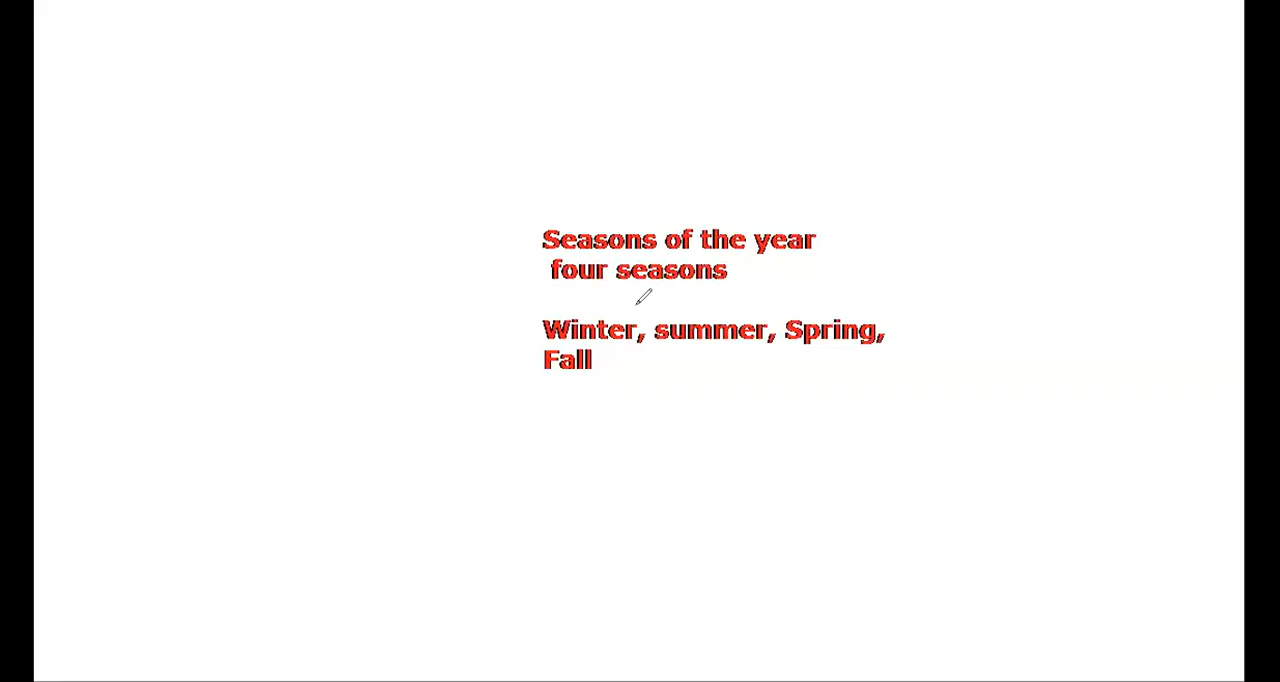 Seasons of the year
four seasons
Winter, summer, Spring,
Fall